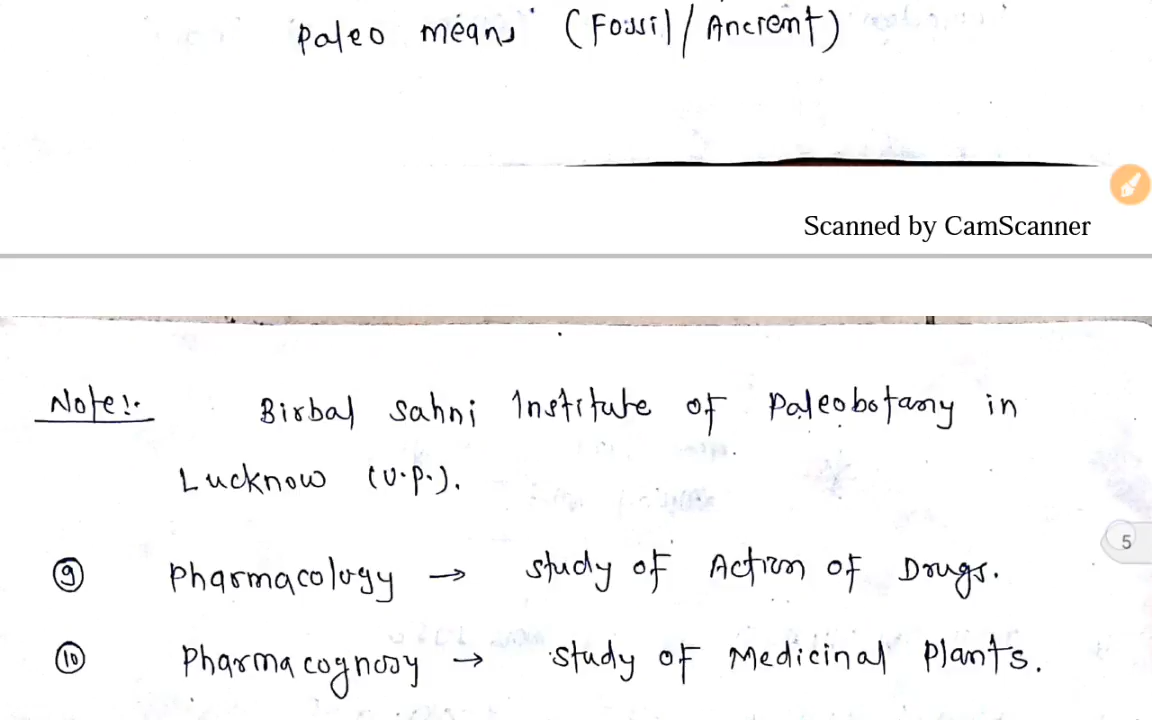 Paleo means (Fossil/Ancient)
Scanned by CamScanner
Note:- Birbal Sahni Institute of Paleobotany in
Lucknow (U.P.).
5
⑨ Pharmacology → study of Action of Drugs.
⑩ Pharmacognosy → study of Medicinal Plants.